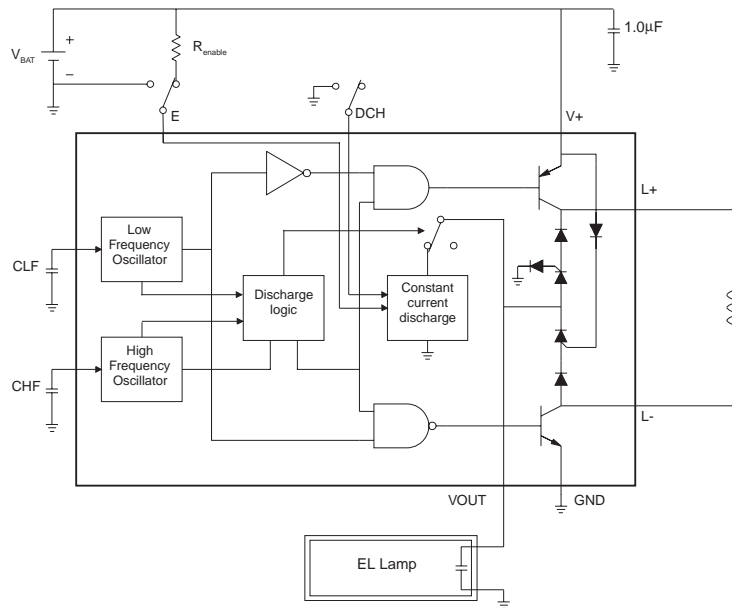 1.0μF
+
V BAT
R enable
–
E
DCH
V+
L+
Low
Frequency
Oscillator
CLF
Discharge
logic
Constant
current
discharge
High
Frequency
Oscillator
CHF
L-
VOUT
GND
EL Lamp